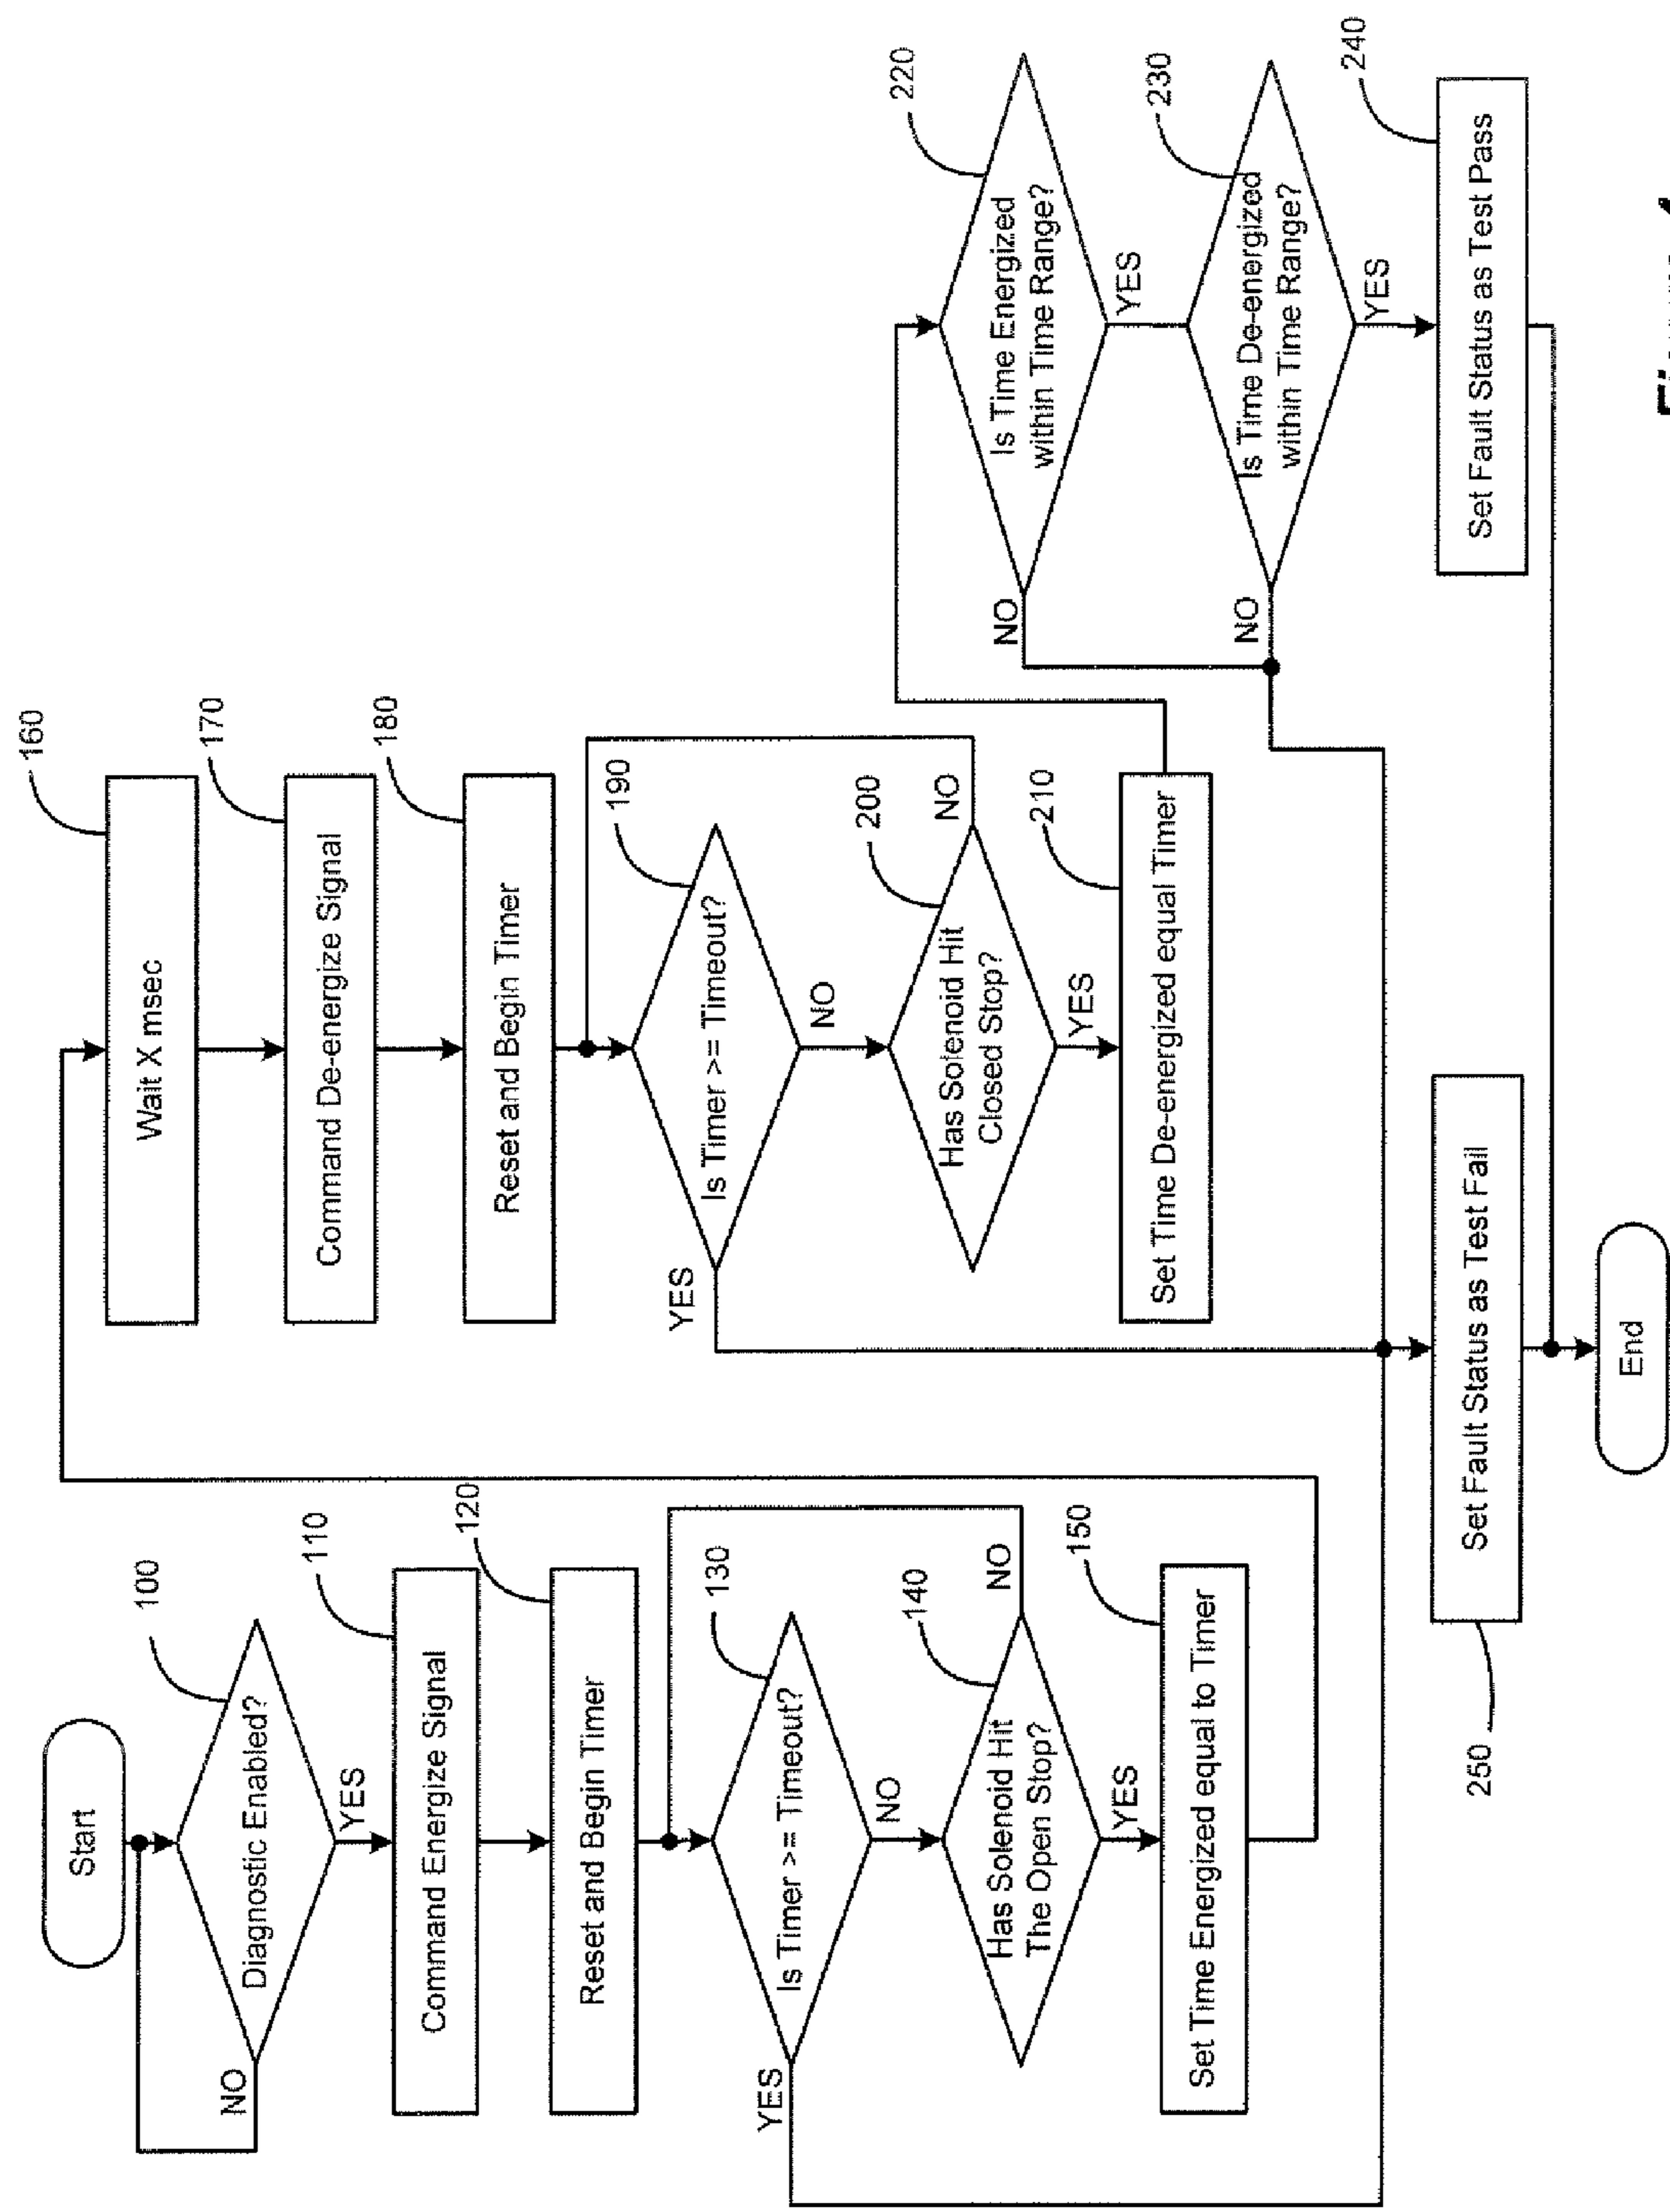 Start
100
Diagnostic Enabled?
NO
YES
110
Command Energize Signal
120
Reset and Begin Timer
130
Is Timer >= Timeout?
YES
NO
140
Has Solenoid Hit
The Open Stop?
NO
YES
150
Set Time Energized equal to Timer
160
Wait X msec
170
Command De-energize Signal
180
Reset and Begin Timer
190
Is Timer >= Timeout?
YES
NO
200
Has Solenoid Hit
Closed Stop?
NO
YES
210
Set Time De-energized equal Timer
220
Is Time Energized
within Time Range?
NO
YES
230
Is Time De-energized
within Time Range?
NO
YES
240
Set Fault Status as Test Pass
250
Set Fault Status as Test Fail
End